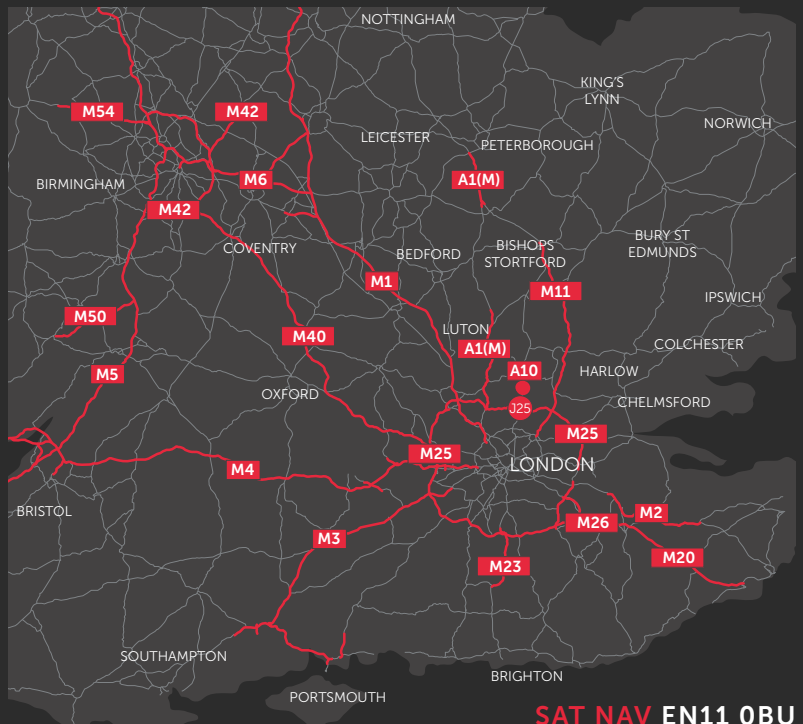 NOTTINGHAM
KING'S
LYNN
M54
M42
NORWICH
LEICESTER
PETERBOROUGH
BIRMINGHAM
M6
A1(M)
M42
COVENTRY
BEDFORD
BISHOPS
STORTFORD
BURY ST
EDMUNDS
M1
M11
IPSWICH
M50
LUTON
M40
A1(M)
COLCHESTER
M5
A10
HARLOW
OXFORD
J25
CHELMSFORD
M25
M25
M4
LONDON
BRISTOL
M2
M26
M3
M20
M23
SOUTHAMPTON
BRIGHTON
PORTSMOUTH
SAT NAV EN11 0BU